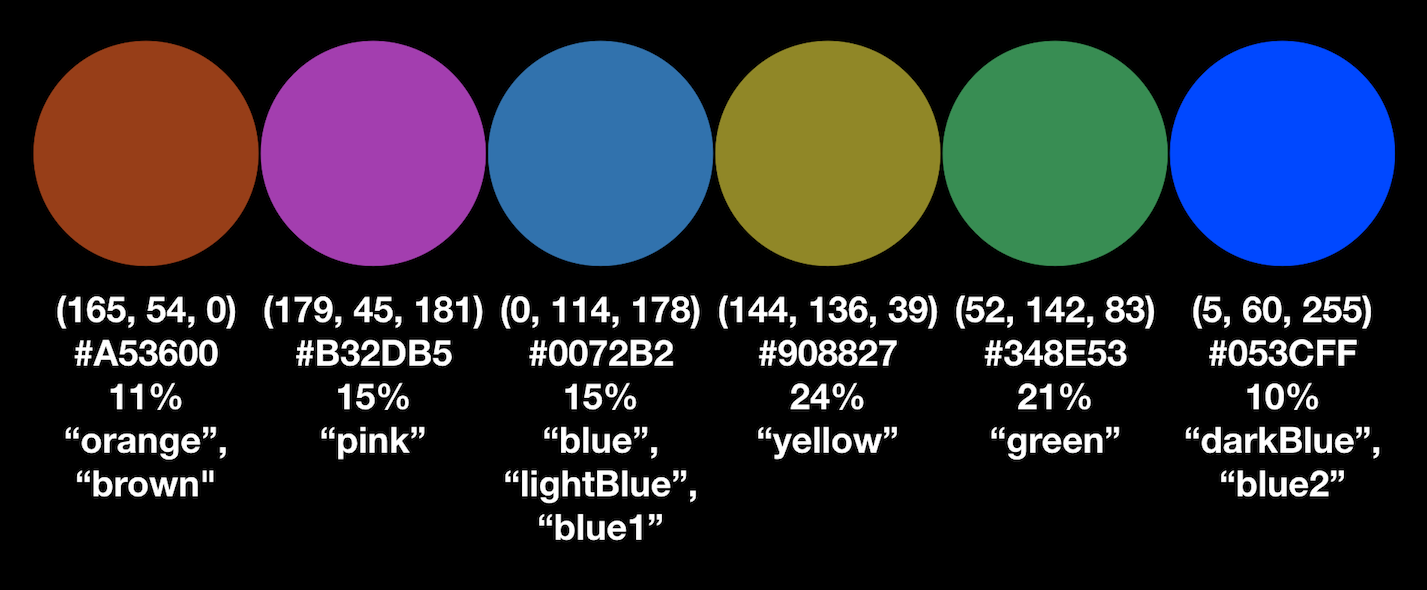 (165, 54, 0) (179, 45, 181) (0, 114, 178) (144, 136, 39) (52, 142, 83) (5, 60, 255)
#A53600 #B32DB5 #0072B2 #908827 #348E53 #053CFF
11% 15% 15% 24% 21% 10%
“orange”, “pink” “blue”, “yellow” “green” “darkBlue”,
“brown" “lightBlue”, “blue2”
“blue1”